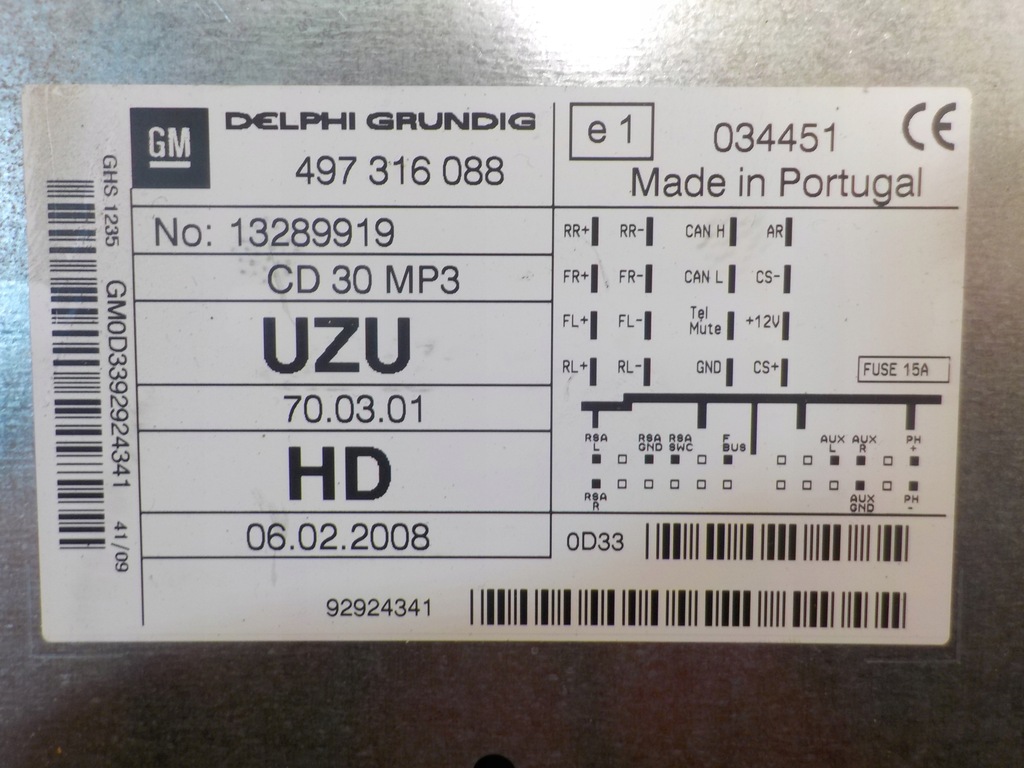 GHS 1235 GM0D3392924341 41/09
GM DELPHI GRUNDIG
497 316 088
No: 13289919
CD 30 MP3
UZU
70.03.01
HD
06.02.2008
e1 034451 CE
Made in Portugal
RR+ RR- CAN H AR
FR+ FR- CAN L CS-
FL+ FL- Tel Mute +12V
RL+ RL- GND CS+
FUSE 15A
RSA L RSA GND RSA SWC F BUS AUX L AUX R PH +
RSA R AUX GND PH -
0D33
92924341